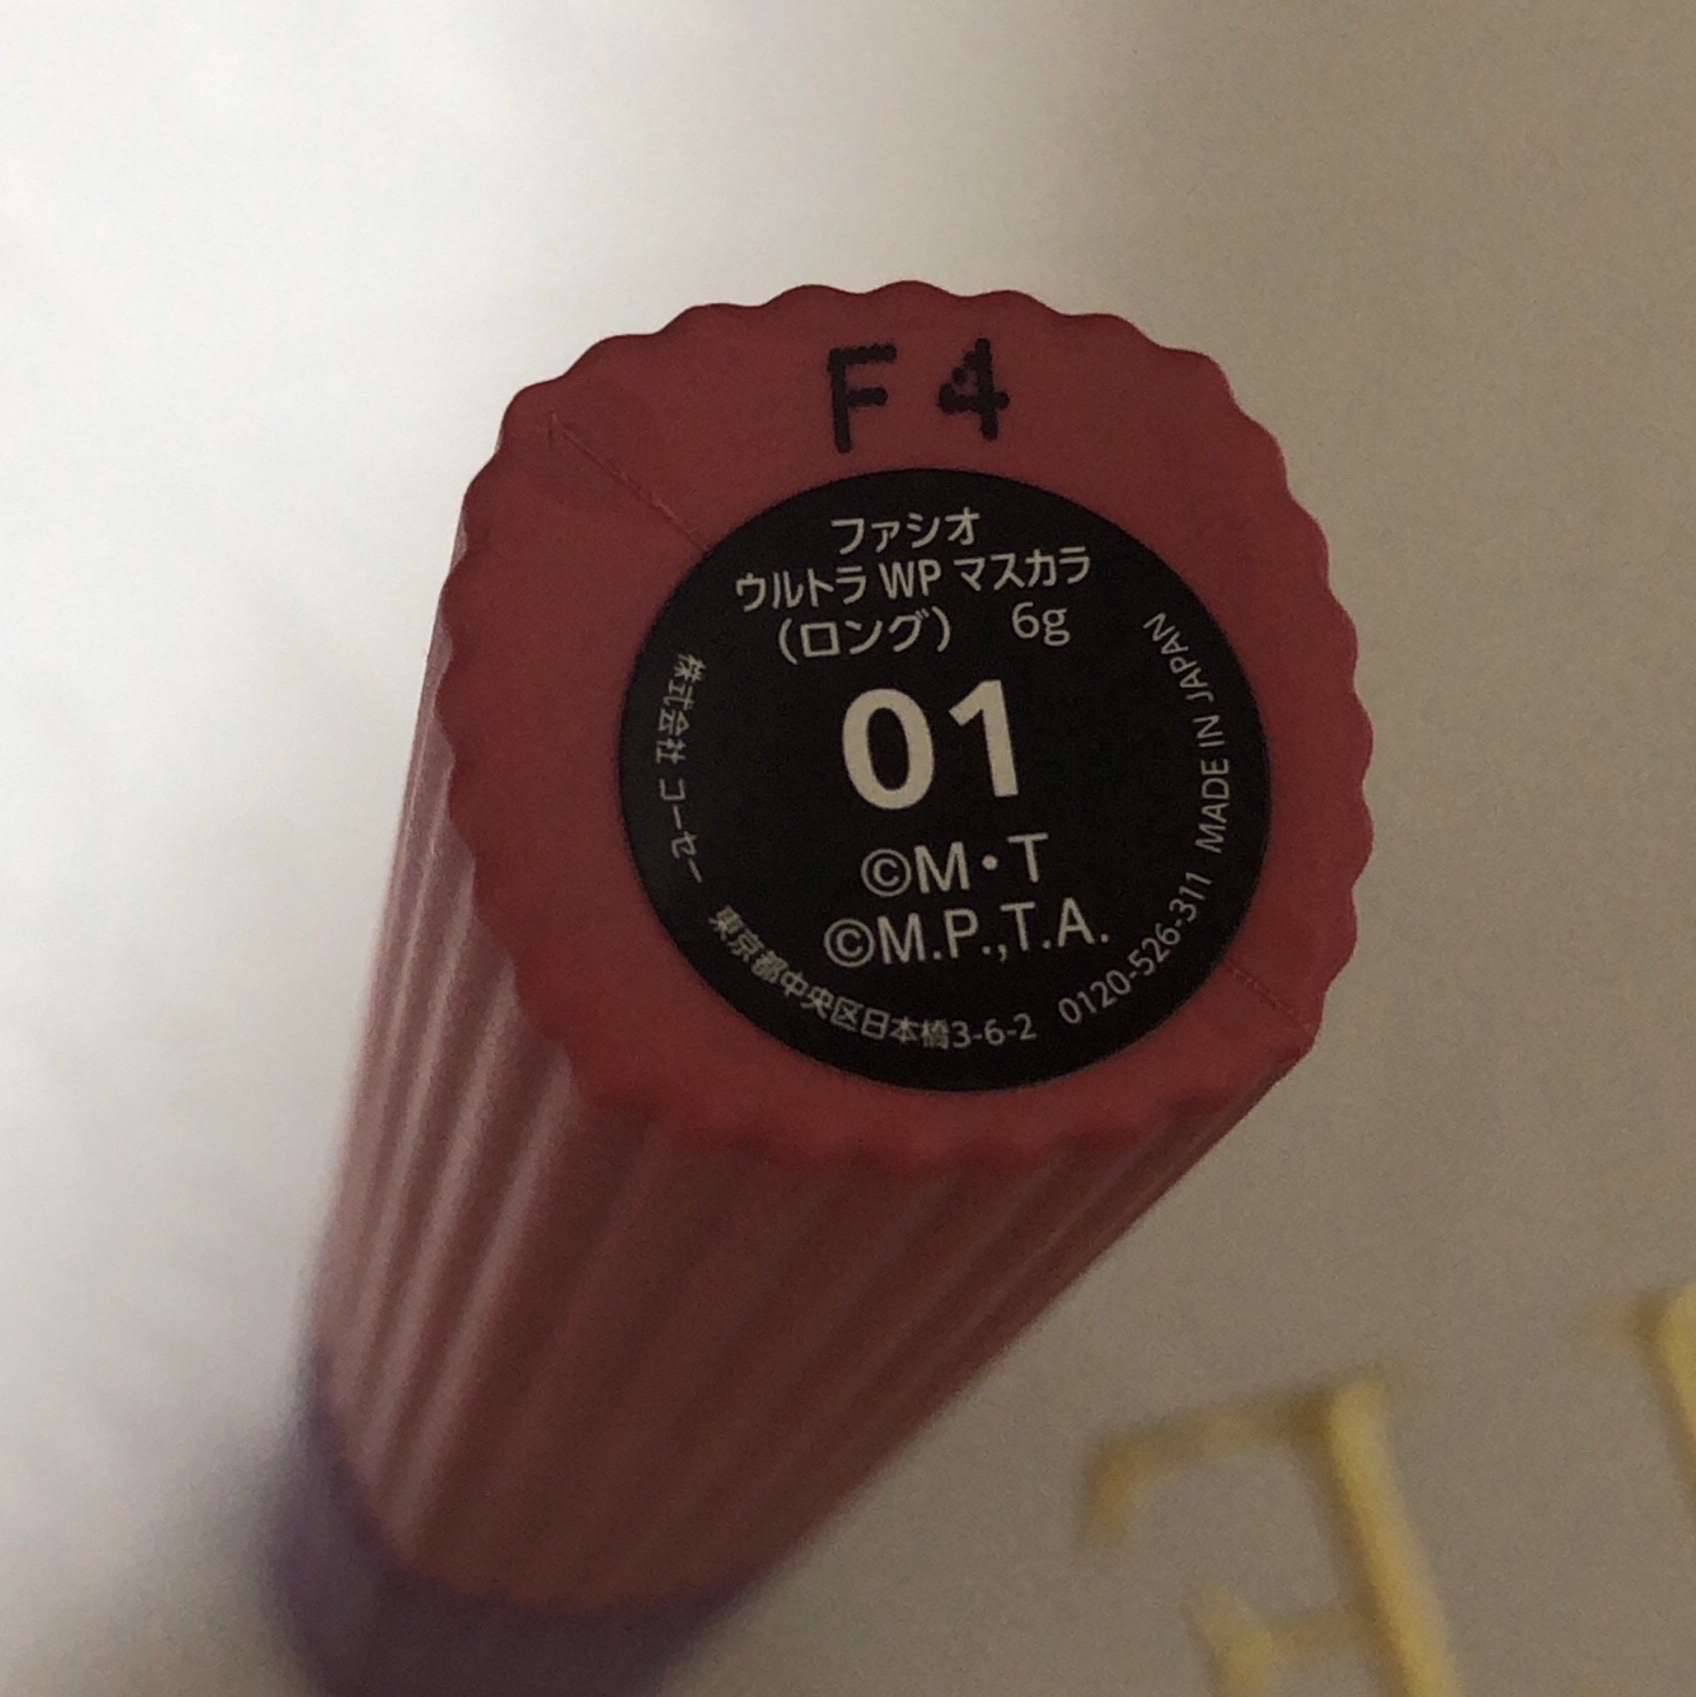 F 4
ファシオ
ウルトラ WP マスカラ
（ロング） 6g
01
©M・T
©M.P.,T.A.
株式会社 コーセー 東京都中央区日本橋3-6-2 0120-526-311 MADE IN JAPAN